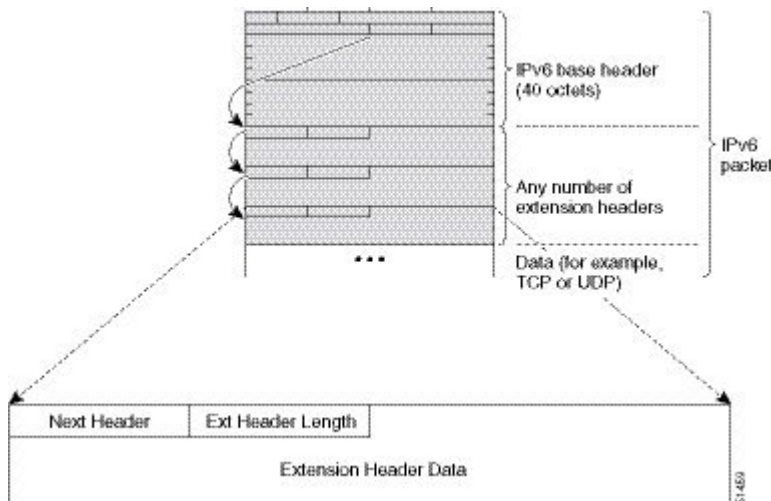 IPv6 base header
(40 octets)
IPv6
packet
Any number of
extension headers
Data (for example,
TCP or UDP)
Next Header
Ext Header Length
Extension Header Data
51459